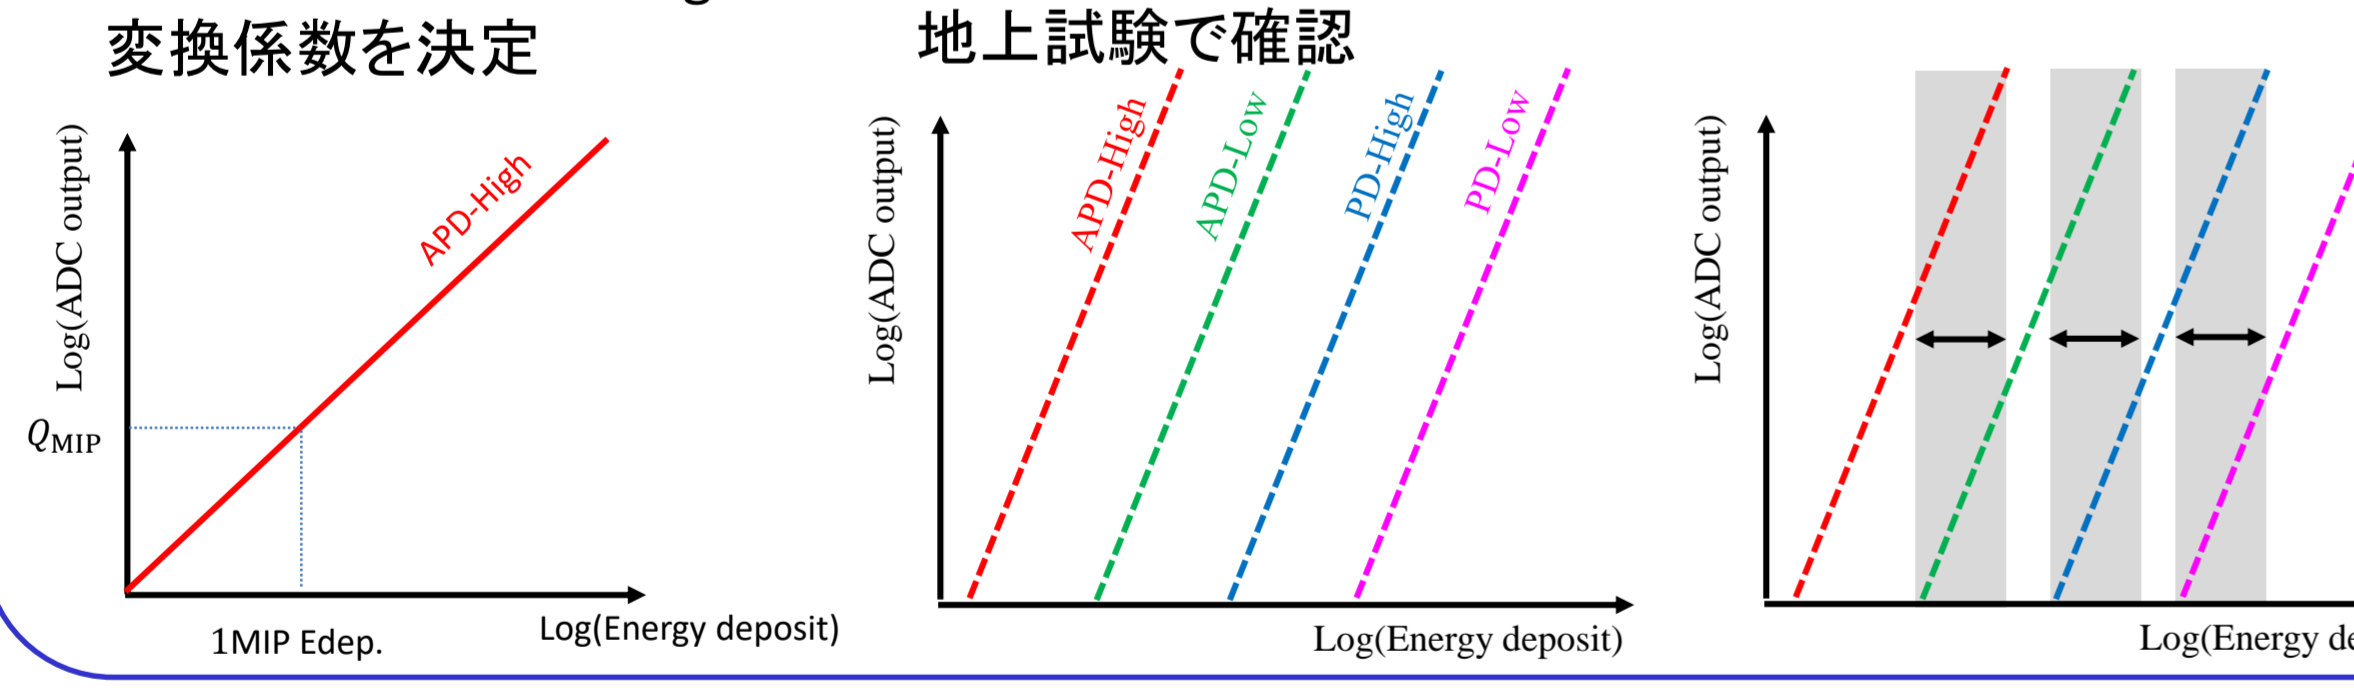 変換係数を決定
Log(ADC output)
APD-High
Q_MIP
1MIP Edep.
Log(Energy deposit)
地上試験で確認
Log(ADC output)
APD-High
APD-Low
PD-High
PD-Low
Log(Energy deposit)
Log(ADC output)
Log(Energy de